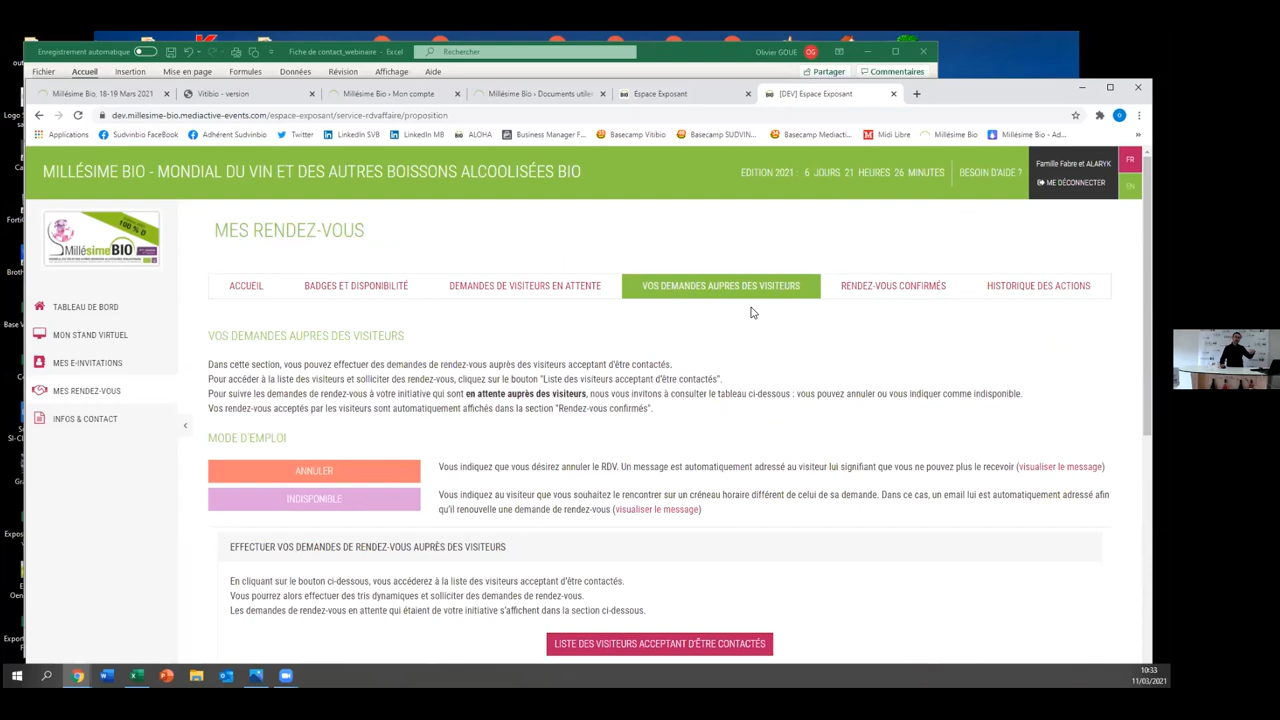 Enregistrement automatique
Fiche de contact_webinaire - Excel
Rechercher
Olivier GOUE
OG
Fichier
Accueil
Insertion
Mise en page
Formules
Données
Révision
Affichage
Aide
Partager
Commentaires
Millésime Bio, 18-19 Mars 2021
Vitibio - version
Millésime Bio › Mon compte
Millésime Bio › Documents utiles
Espace Exposant
[DEV] Espace Exposant
dev.millesime-bio.mediactive-events.com/espace-exposant/service-rdvaffaire/proposition
Applications
Sudvinbio FaceBook
Adhérent Sudvinbio
Twitter
LinkedIn SVB
LinkedIn MB
ALOHA
Business Manager F...
Basecamp Vitibio
Basecamp SUDVIN...
Basecamp Mediacti...
Midi Libre
Millésime Bio
Millésime Bio - Ad...
MILLÉSIME BIO - MONDIAL DU VIN ET DES AUTRES BOISSONS ALCOOLISÉES BIO
EDITION 2021 : 6 JOURS 21 HEURES 26 MINUTES
BESOIN D'AIDE ?
Famille Fabre et ALARYK
ME DÉCONNECTER
FR
EN
100 % D
MilléSime BIO
TABLEAU DE BORD
MON STAND VIRTUEL
MES E-INVITATIONS
MES RENDEZ-VOUS
INFOS & CONTACT
MES RENDEZ-VOUS
ACCUEIL
BADGES ET DISPONIBILITÉ
DEMANDES DE VISITEURS EN ATTENTE
VOS DEMANDES AUPRES DES VISITEURS
RENDEZ-VOUS CONFIRMÉS
HISTORIQUE DES ACTIONS
VOS DEMANDES AUPRES DES VISITEURS
Dans cette section, vous pouvez effectuer des demandes de rendez-vous auprès des visiteurs acceptant d'être contactés.
Pour accéder à la liste des visiteurs et solliciter des rendez-vous, cliquez sur le bouton "Liste des visiteurs acceptant d'être contactés".
Pour suivre les demandes de rendez-vous à votre initiative qui sont en attente auprès des visiteurs, nous vous invitons à consulter le tableau ci-dessous : vous pouvez annuler ou vous indiquer comme indisponible.
Vos rendez-vous acceptés par les visiteurs sont automatiquement affichés dans la section "Rendez-vous confirmés".
MODE D'EMPLOI
ANNULER
Vous indiquez que vous désirez annuler le RDV. Un message est automatiquement adressé au visiteur lui signifiant que vous ne pouvez plus le recevoir (visualiser le message)
INDISPONIBLE
Vous indiquez au visiteur que vous souhaitez le rencontrer sur un créneau horaire différent de celui de sa demande. Dans ce cas, un email lui est automatiquement adressé afin
qu'il renouvelle une demande de rendez-vous (visualiser le message)
EFFECTUER VOS DEMANDES DE RENDEZ-VOUS AUPRÈS DES VISITEURS
En cliquant sur le bouton ci-dessous, vous accéderez à la liste des visiteurs acceptant d'être contactés.
Vous pourrez alors effectuer des tris dynamiques et solliciter des demandes de rendez-vous.
Les demandes de rendez-vous en attente qui étaient de votre initiative s'affichent dans la section ci-dessous.
LISTE DES VISITEURS ACCEPTANT D'ÊTRE CONTACTÉS
10:33
11/03/2021